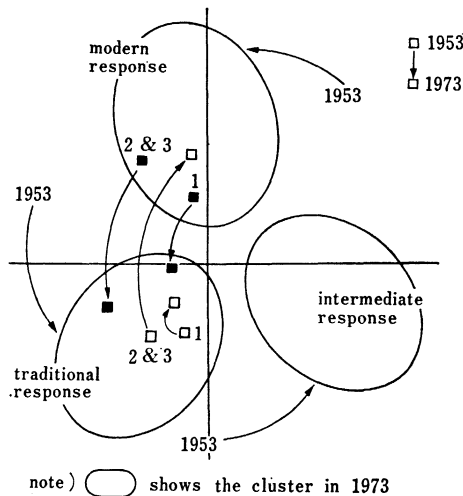 modern
response
1953
1973
1953
2 & 3
1
1953
intermediate
response
1
2 & 3
traditional
response
1953
note) shows the cluster in 1973